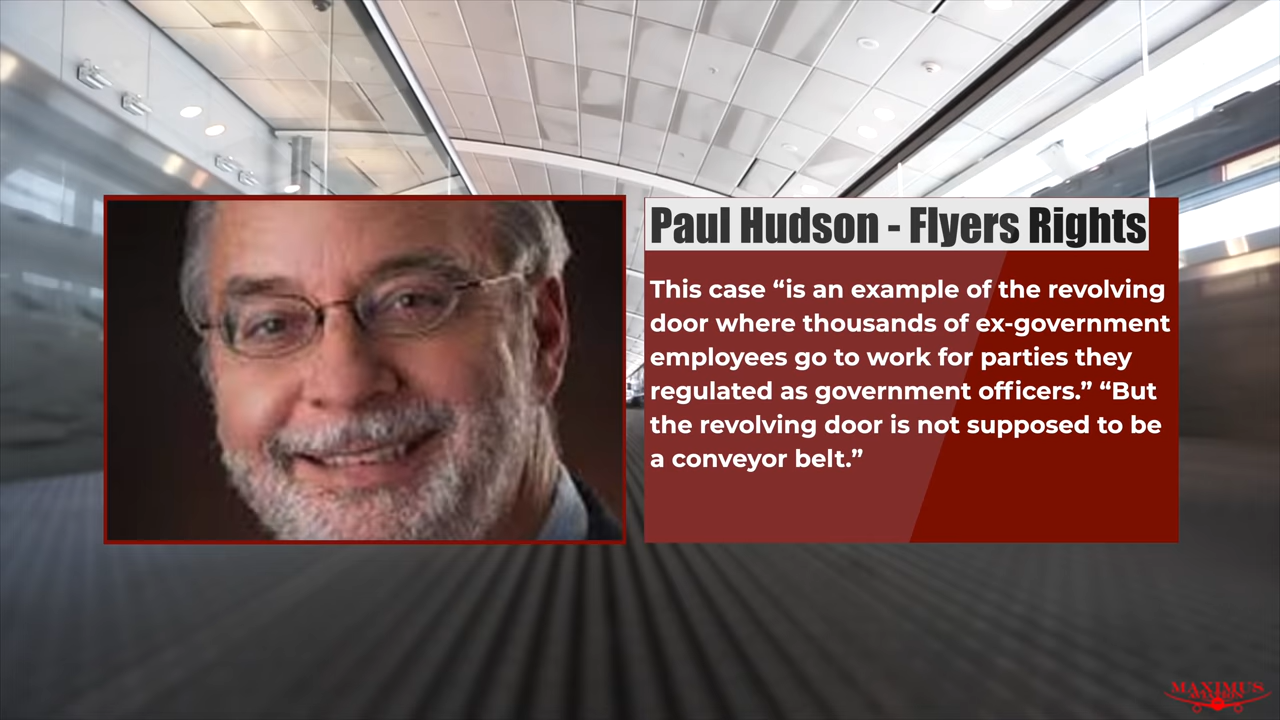 Paul Hudson - Flyers Rights
This case “is an example of the revolving
door where thousands of ex-government
employees go to work for parties they
regulated as government officers.” “But
the revolving door is not supposed to be
a conveyor belt.”
MAXIMUS